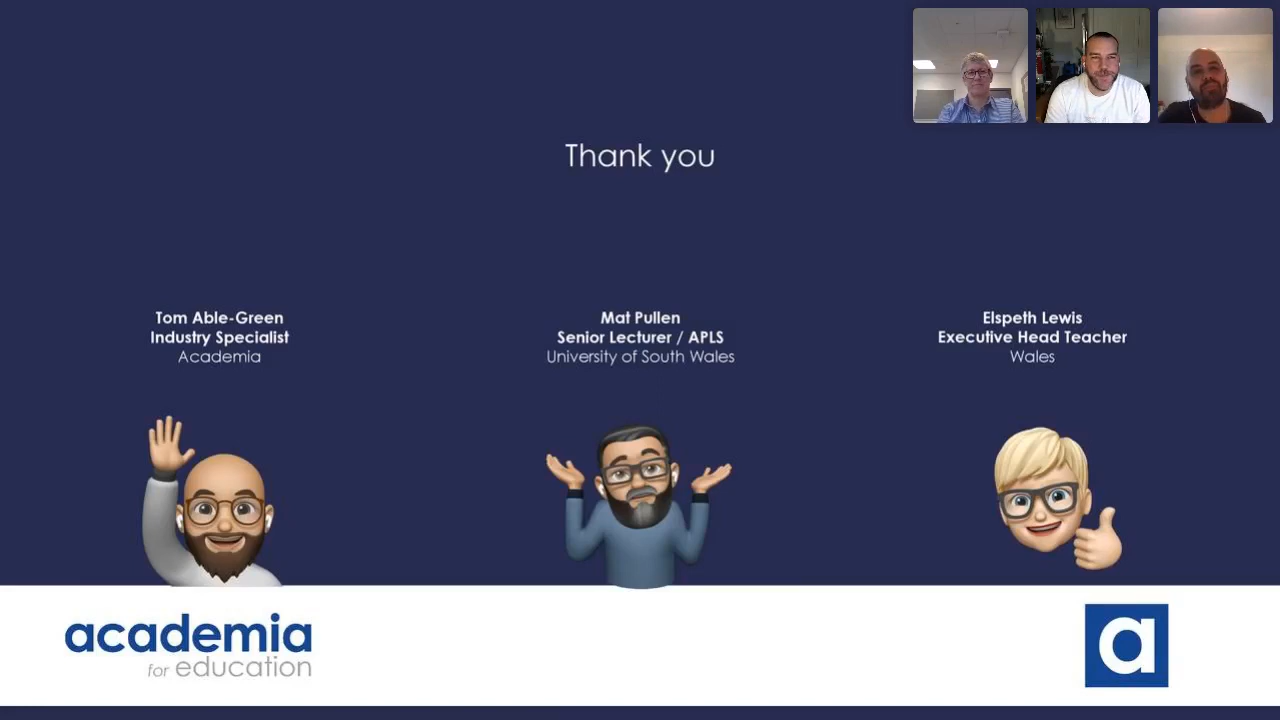 Thank you
Tom Able-Green
Industry Specialist
Academia
Mat Pullen
Senior Lecturer / APLS
University of South Wales
Elspeth Lewis
Executive Head Teacher
Wales
academia
for education
a